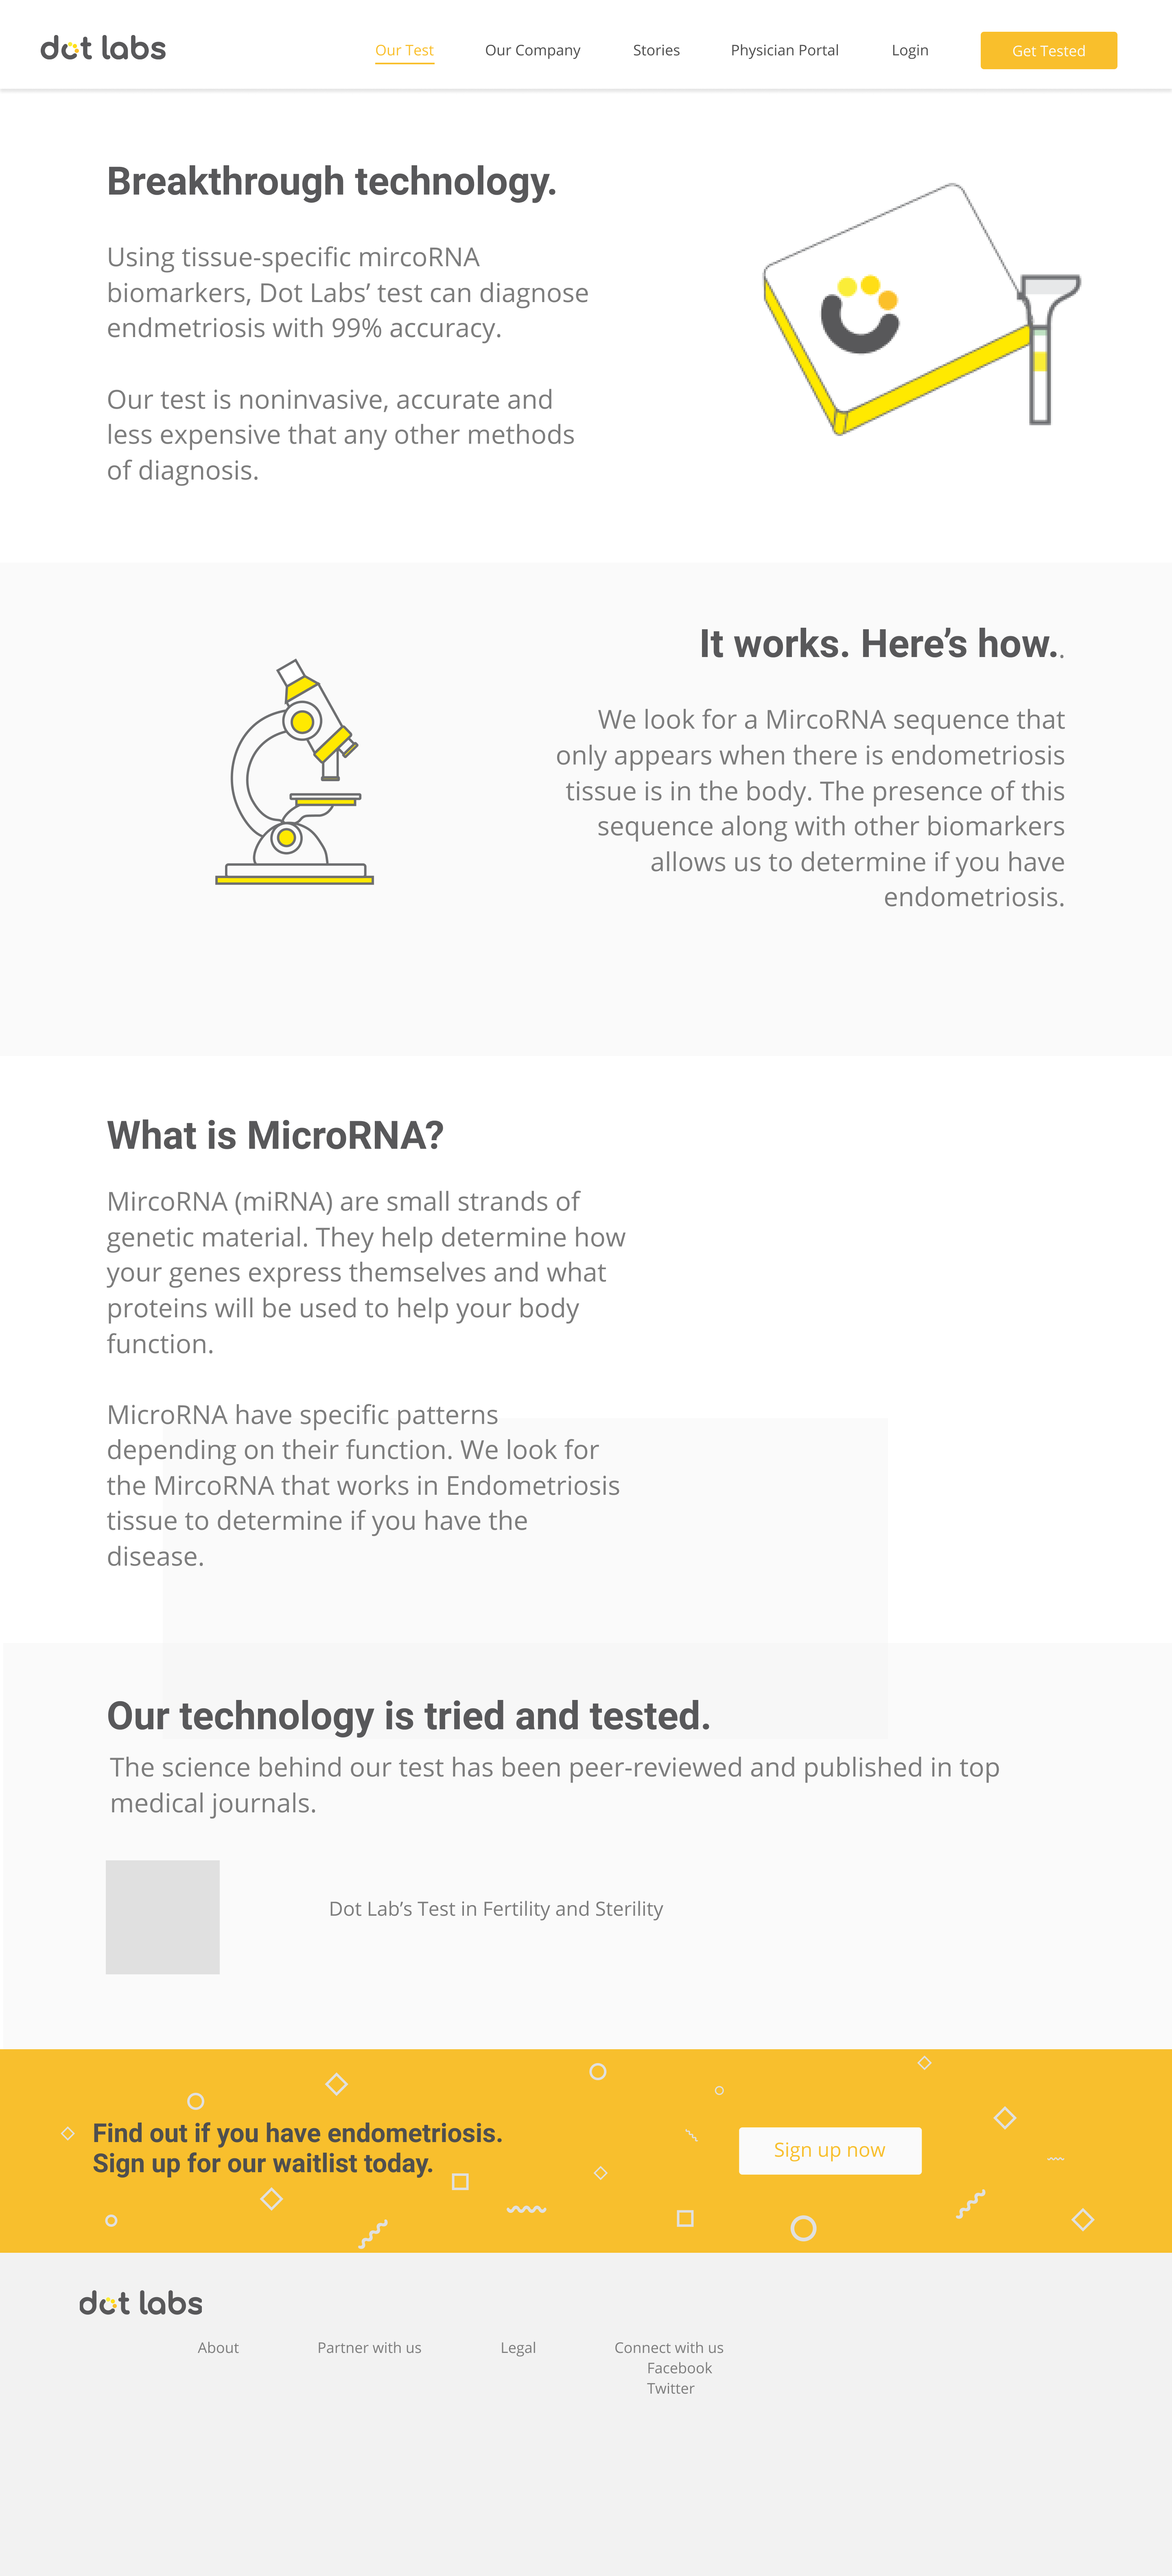 dot labs
Our Test
Our Company
Stories
Physician Portal
Login
Get Tested
Breakthrough technology.
Using tissue-specific mircoRNA
biomarkers, Dot Labs’ test can diagnose
endmetriosis with 99% accuracy.
Our test is noninvasive, accurate and
less expensive that any other methods
of diagnosis.
It works. Here’s how..
We look for a MircoRNA sequence that
only appears when there is endometriosis
tissue is in the body. The presence of this
sequence along with other biomarkers
allows us to determine if you have
endometriosis.
What is MicroRNA?
MircoRNA (miRNA) are small strands of
genetic material. They help determine how
your genes express themselves and what
proteins will be used to help your body
function.
MicroRNA have specific patterns
depending on their function. We look for
the MircoRNA that works in Endometriosis
tissue to determine if you have the
disease.
Our technology is tried and tested.
The science behind our test has been peer-reviewed and published in top
medical journals.
Dot Lab’s Test in Fertility and Sterility
Find out if you have endometriosis.
Sign up for our waitlist today.
Sign up now
dot labs
About
Partner with us
Legal
Connect with us
Facebook
Twitter